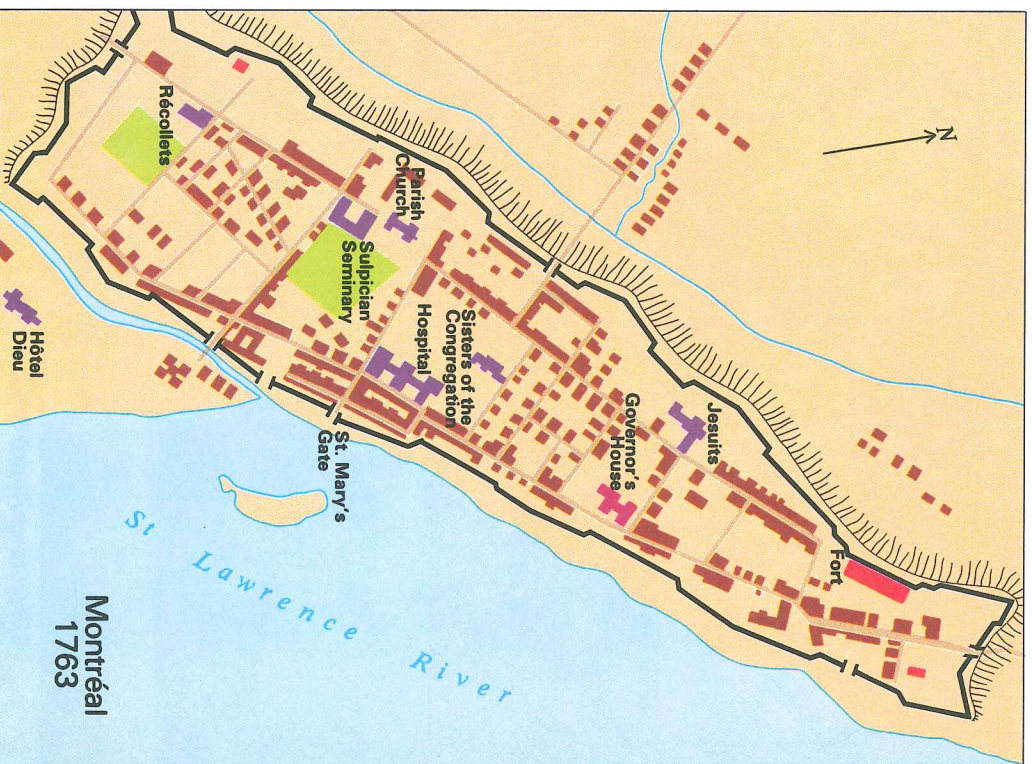 N
Récollets
Parish
Church
Sulpician
Seminary
Hôtel
Dieu
Hospital
Sisters of the
Congregation
Jesuits
Governor's
House
St. Mary's
Gate
Fort
St Lawrence River
Montréal
1763